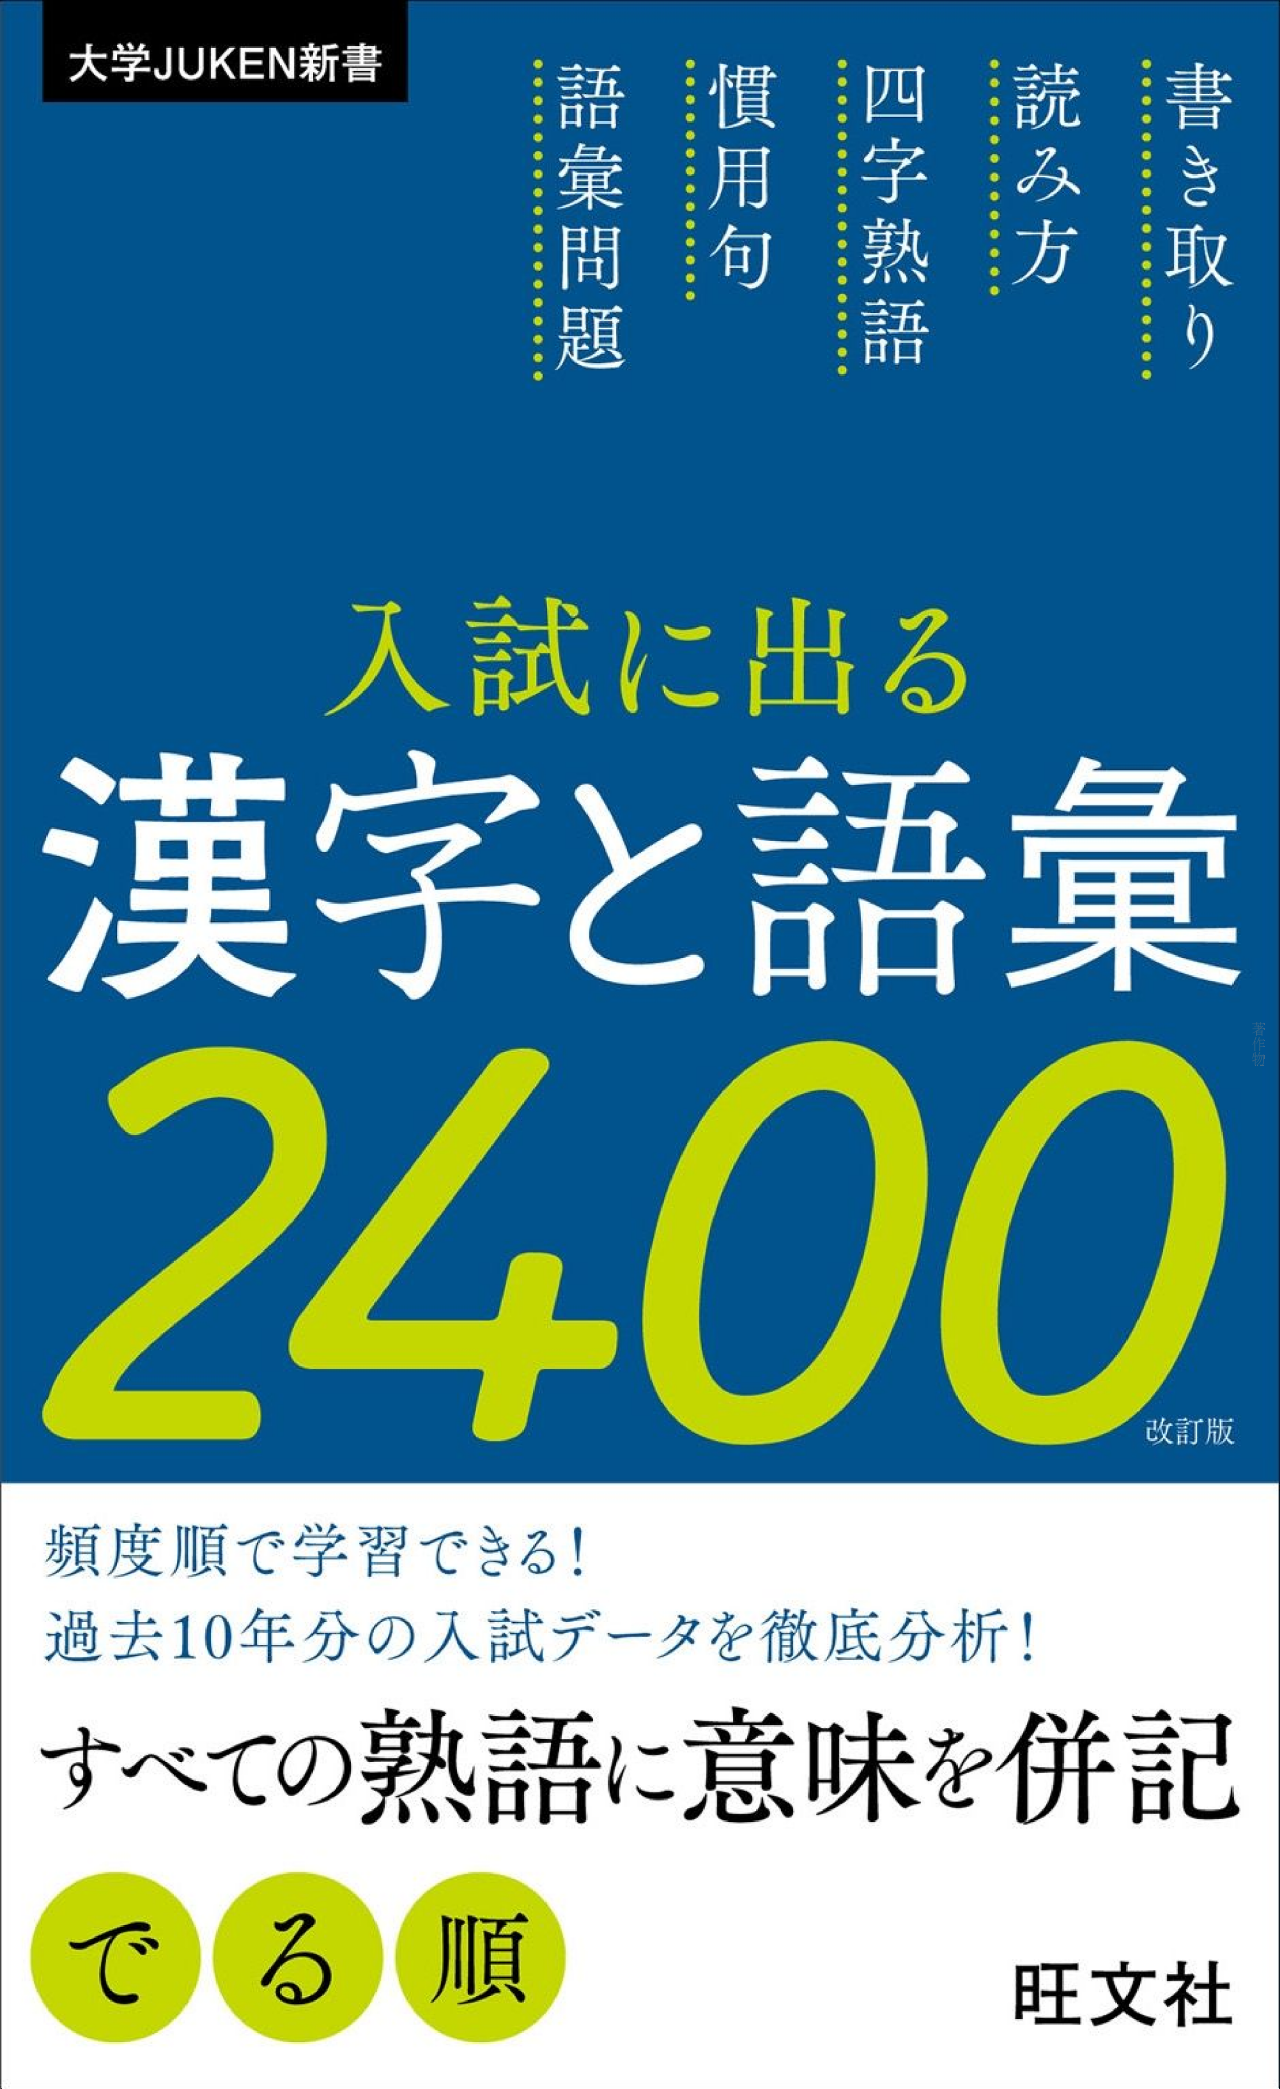 大学JUKEN新書
書き取り
読み方
四字熟語
慣用句
語彙問題
入試に出る
漢字と語彙
2400
改訂版
著作物
頻度順で学習できる!
過去10年分の入試データを徹底分析!
すべての熟語に意味を併記
でる順
旺文社